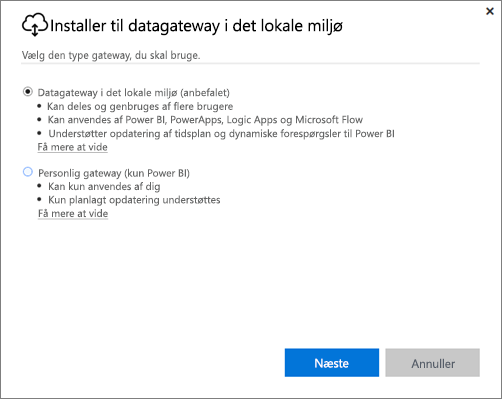 Installer til datagateway i det lokale miljø
Vælg den type gateway, du skal bruge.
Datagateway i det lokale miljø (anbefalet)
• Kan deles og genbruges af flere brugere
• Kan anvendes af Power BI, PowerApps, Logic Apps og Microsoft Flow
• Understøtter opdatering af tidsplan og dynamiske forespørgsler til Power BI
Få mere at vide
Personlig gateway (kun Power BI)
• Kan kun anvendes af dig
• Kun planlagt opdatering understøttes
Få mere at vide
Næste
Annuller